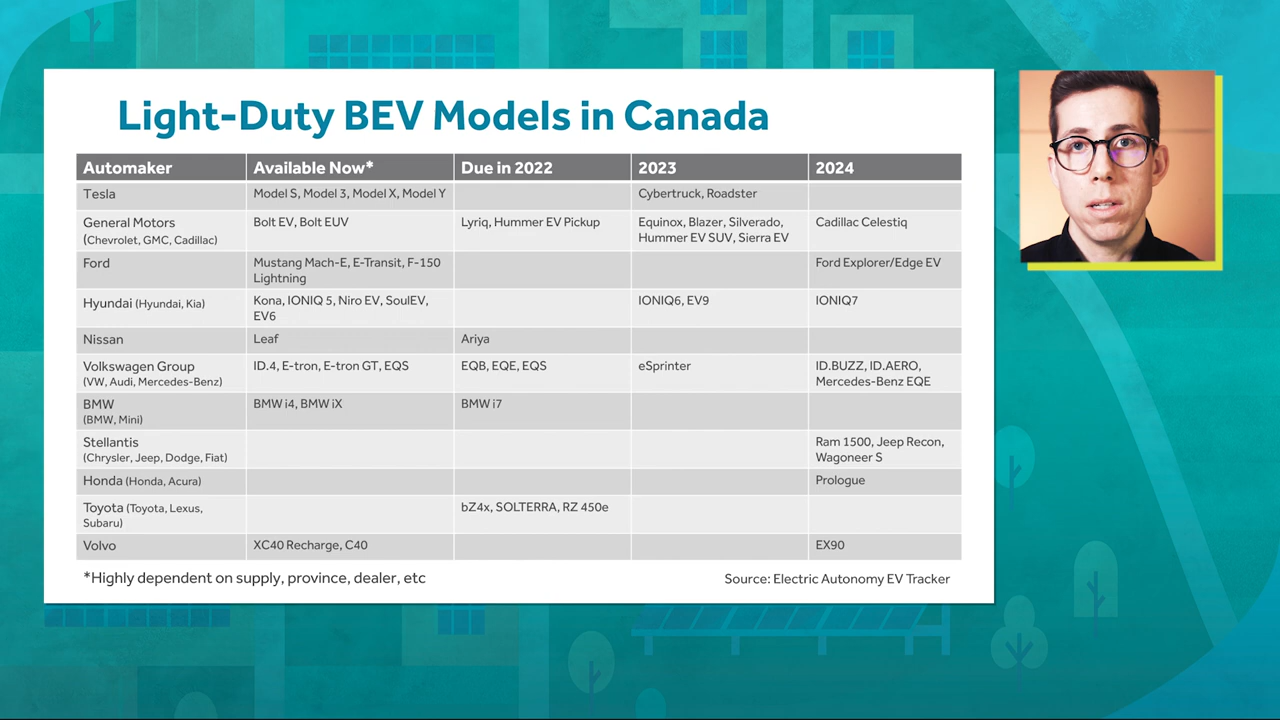 Light-Duty BEV Models in Canada
Automaker Available Now* Due in 2022 2023 2024
Tesla Model S, Model 3, Model X, Model Y Cybertruck, Roadster
General Motors Bolt EV, Bolt EUV Lyriq, Hummer EV Pickup Equinox, Blazer, Silverado, Cadillac Celestiq
(Chevrolet, GMC, Cadillac) Hummer EV SUV, Sierra EV
Ford Mustang Mach-E, E-Transit, F-150 Ford Explorer/Edge EV
Lightning
Hyundai (Hyundai, Kia) Kona, IONIQ 5, Niro EV, SoulEV, IONIQ6, EV9 IONIQ7
EV6
Nissan Leaf Ariya
Volkswagen Group ID.4, E-tron, E-tron GT, EQS EQB, EQE, EQS eSprinter ID.BUZZ, ID.AERO,
(VW, Audi, Mercedes-Benz) Mercedes-Benz EQE
BMW BMW i4, BMW iX BMW i7
(BMW, Mini)
Stellantis Ram 1500, Jeep Recon,
(Chrysler, Jeep, Dodge, Fiat) Wagoneer S
Honda (Honda, Acura) Prologue
Toyota (Toyota, Lexus, bZ4x, SOLTERRA, RZ 450e
Subaru)
Volvo XC40 Recharge, C40 EX90
*Highly dependent on supply, province, dealer, etc Source: Electric Autonomy EV Tracker